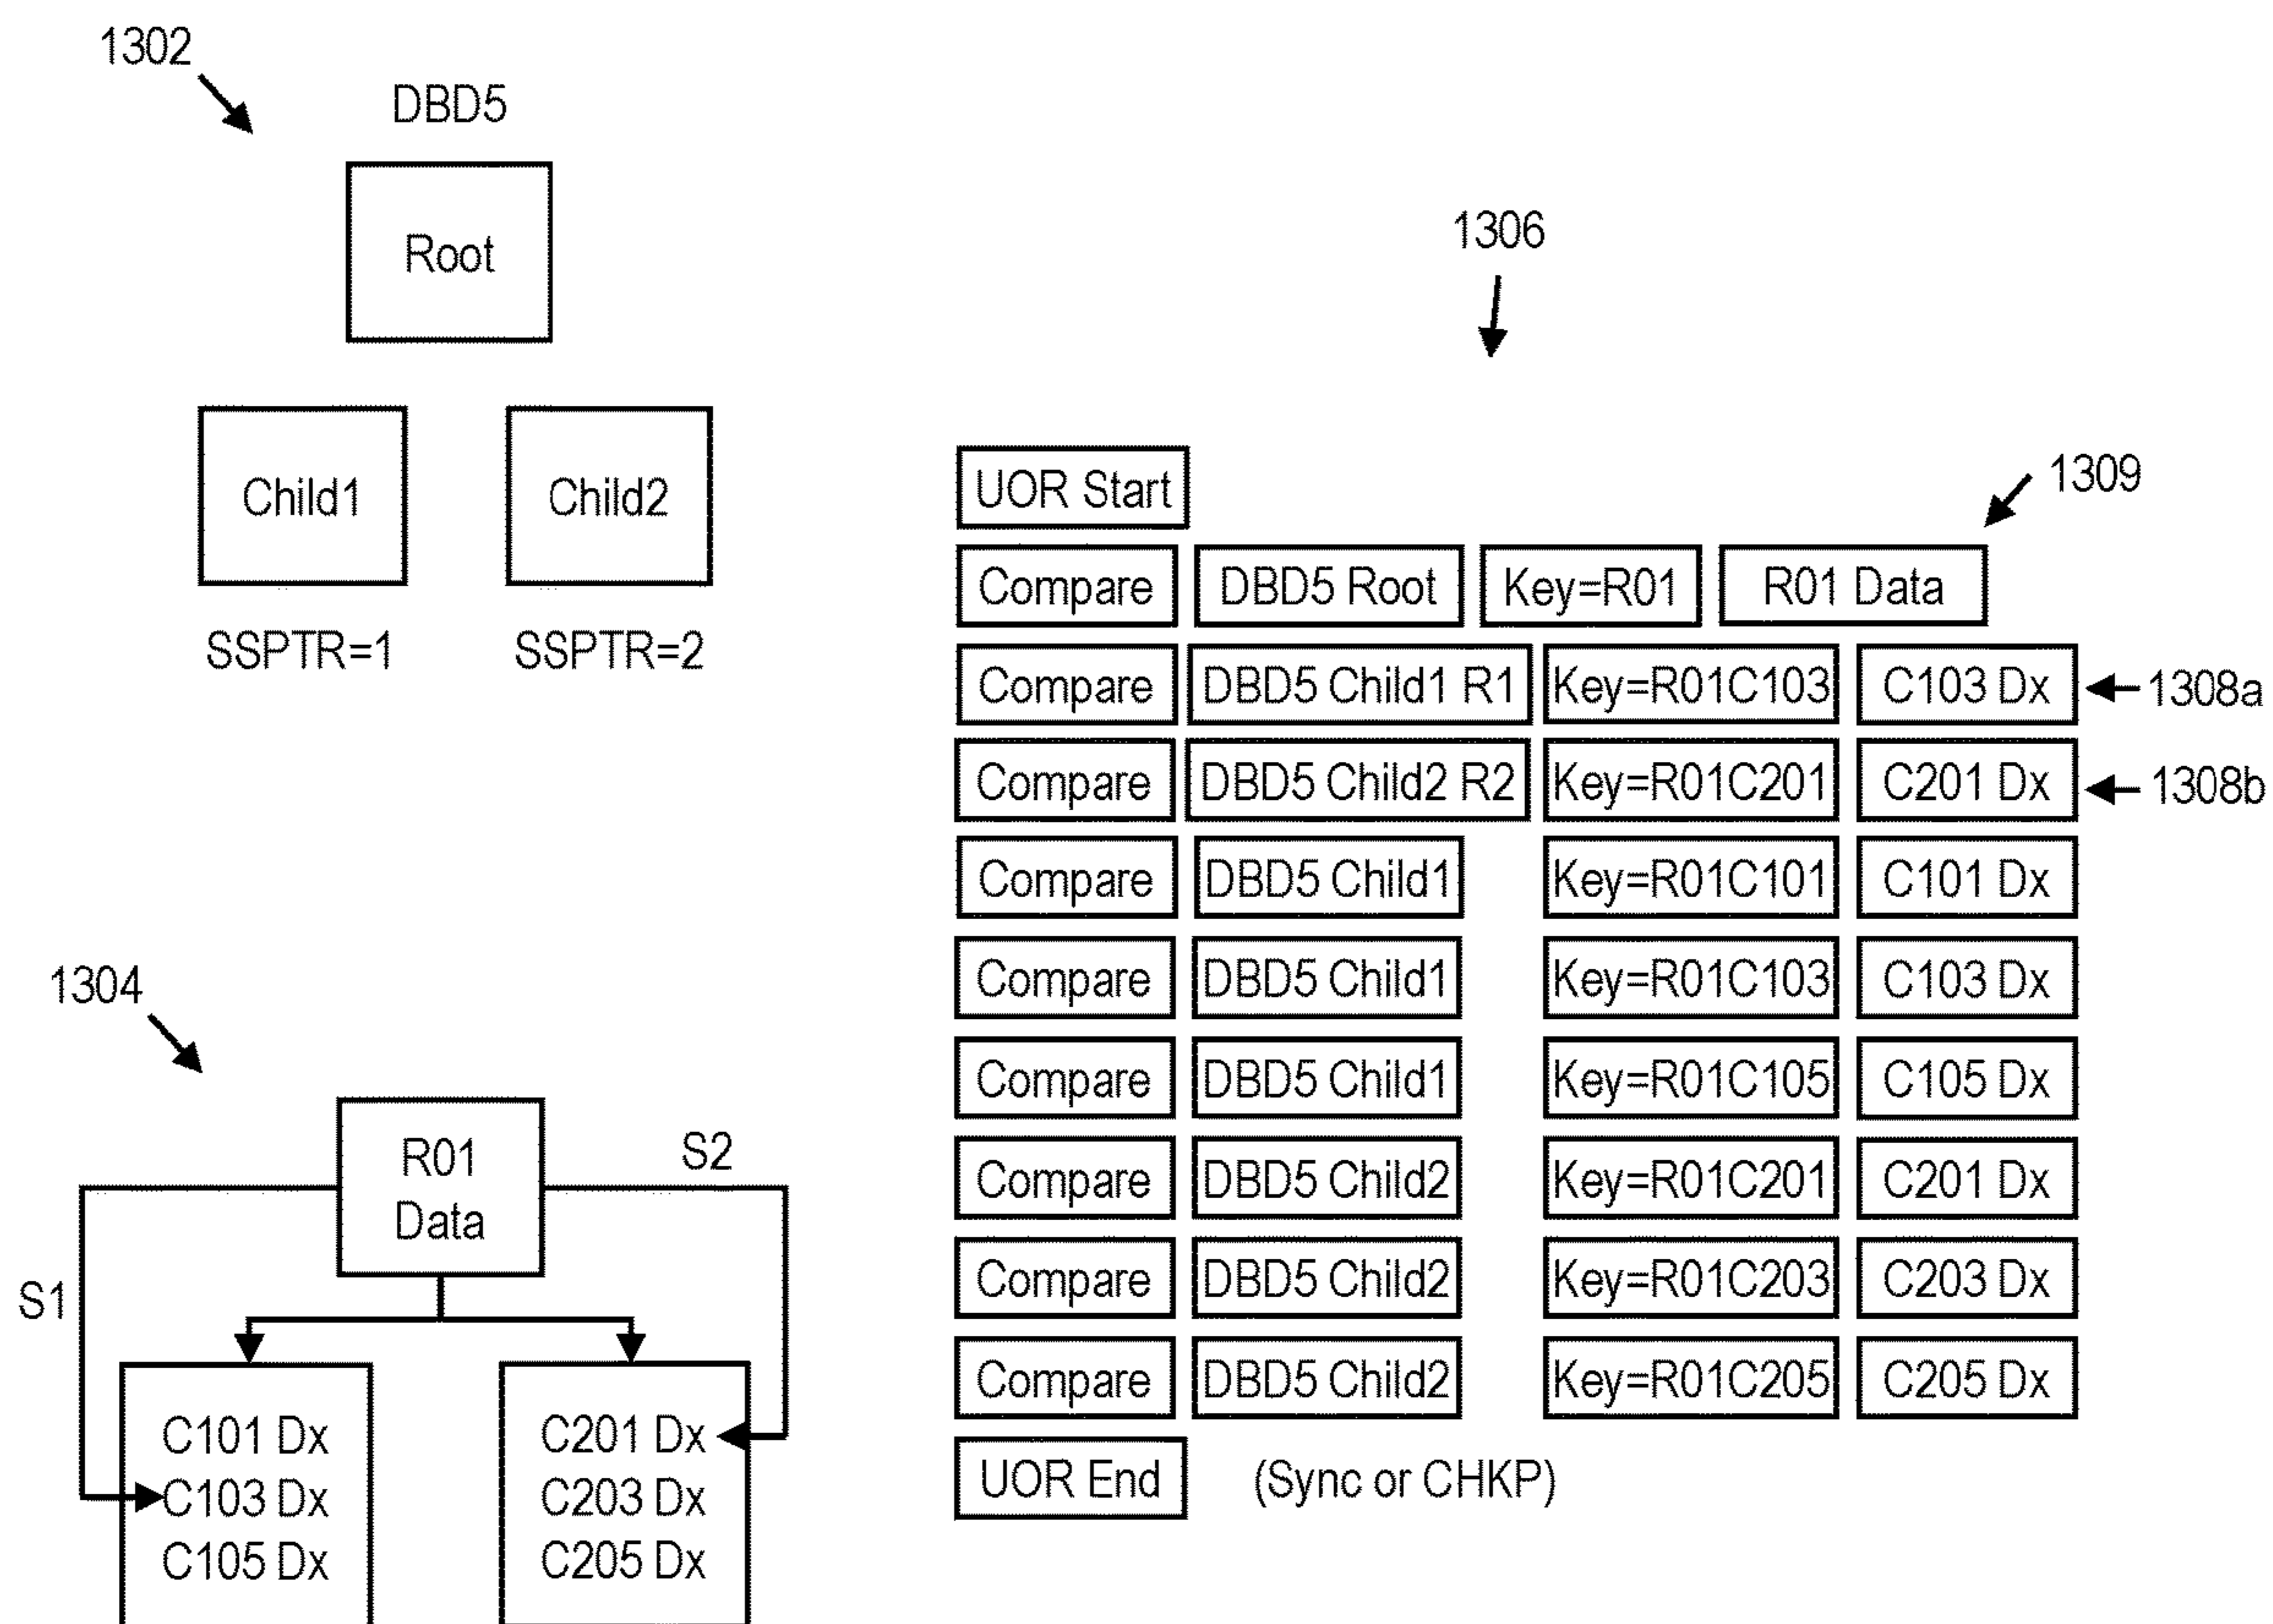 1302
DBD5
Root
Child1 Child2
SSPTR=1 SSPTR=2
1304
R01
Data
S2
S1
C101 Dx
C103 Dx
C105 Dx
C201 Dx
C203 Dx
C205 Dx
1306
1309
UOR Start
Compare DBD5 Root Key=R01 R01 Data
Compare DBD5 Child1 R1 Key=R01C103 C103 Dx 1308a
Compare DBD5 Child2 R2 Key=R01C201 C201 Dx 1308b
Compare DBD5 Child1 Key=R01C101 C101 Dx
Compare DBD5 Child1 Key=R01C103 C103 Dx
Compare DBD5 Child1 Key=R01C105 C105 Dx
Compare DBD5 Child2 Key=R01C201 C201 Dx
Compare DBD5 Child2 Key=R01C203 C203 Dx
Compare DBD5 Child2 Key=R01C205 C205 Dx
UOR End (Sync or CHKP)